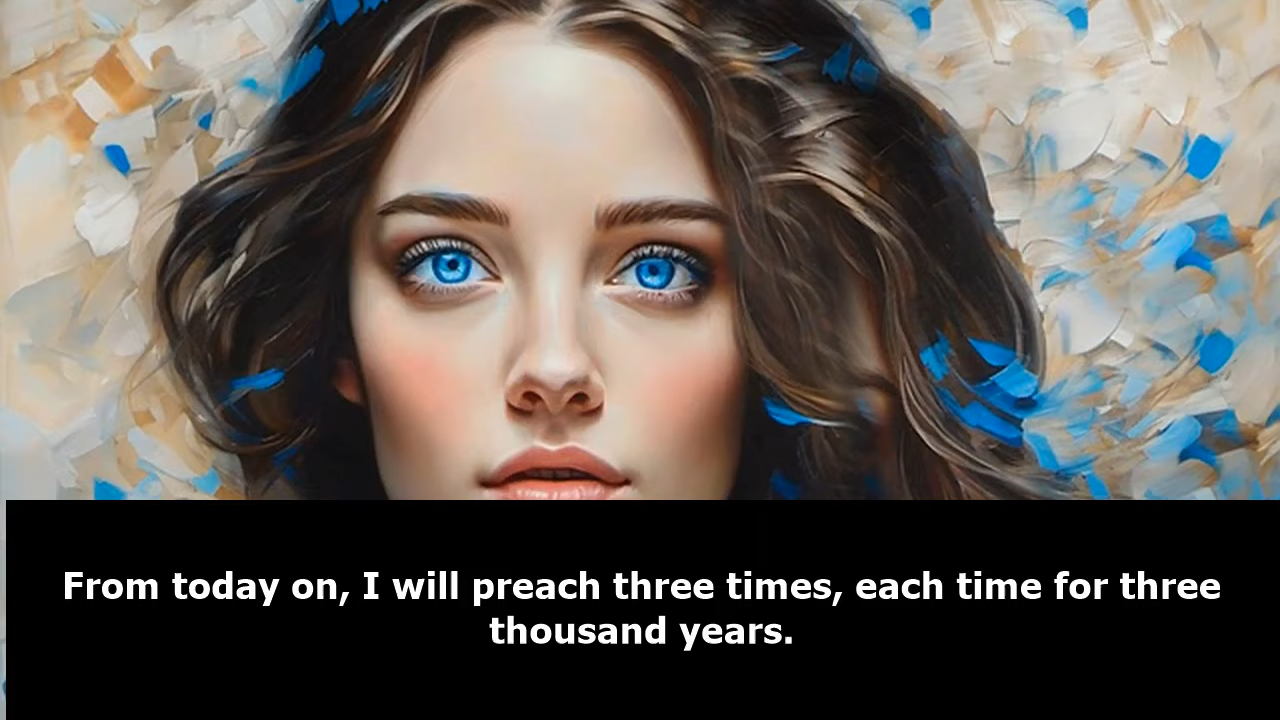 From today on, I will preach three times, each time for three
thousand years.